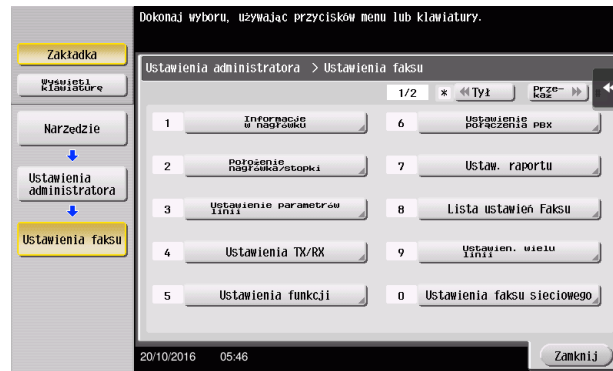 Dokonaj wyboru, używając przycisków menu lub klawiatury.
Zakładka
Wyświetl
klawiaturę
Narzędzie
Ustawienia
administratora
Ustawienia faksu
Ustawienia administratora > Ustawienia faksu
1/2 * Tył Prze-
każ
1 Informacje
w nagłówku
2 Położenie
nagłówka/stopki
3 Ustawienie parametrów
linii
4 Ustawienia TX/RX
5 Ustawienia funkcji
6 Ustawienie
połączenia PBX
7 Ustaw. raportu
8 Lista ustawień Faksu
9 Ustawien. wielu
linii
0 Ustawienia faksu sieciowego
20/10/2016 05:46
Zamknij